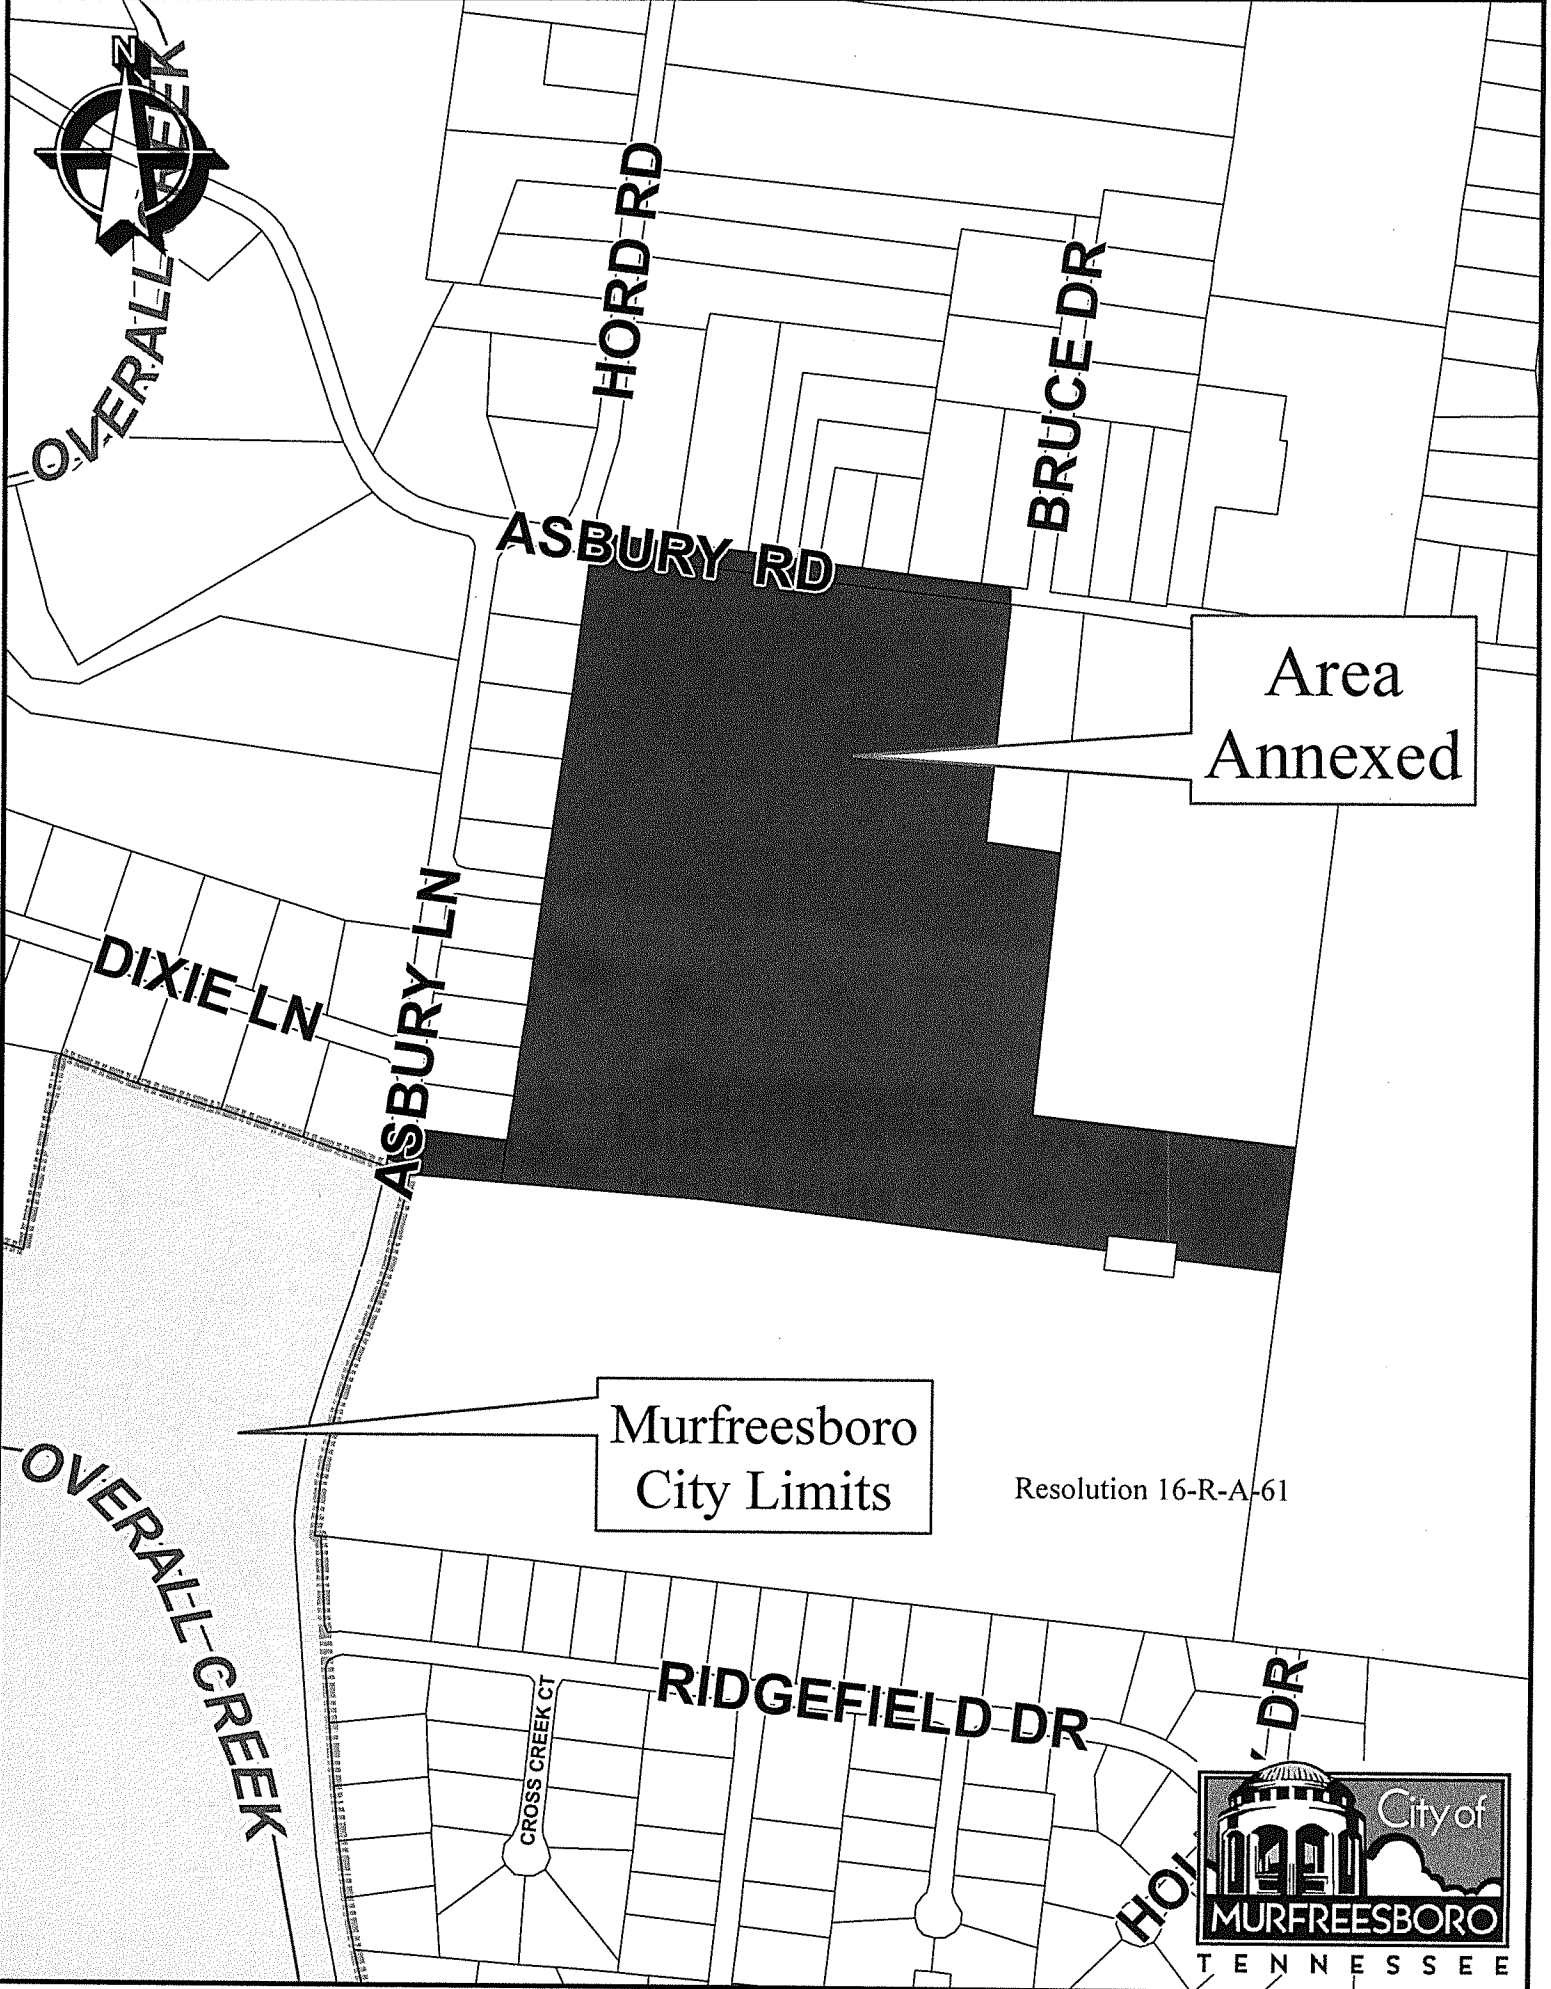 N
OVERALL CREEK
HORD RD
BRUCE DR
ASBURY RD
Area
Annexed
ASBURY LN
DIXIE LN
Murfreesboro
City Limits
Resolution 16-R-A-61
OVERALL CREEK
RIDGEFIELD DR
CROSS CREEK CT
DR
City of
MURFREESBORO
TENNESSEE